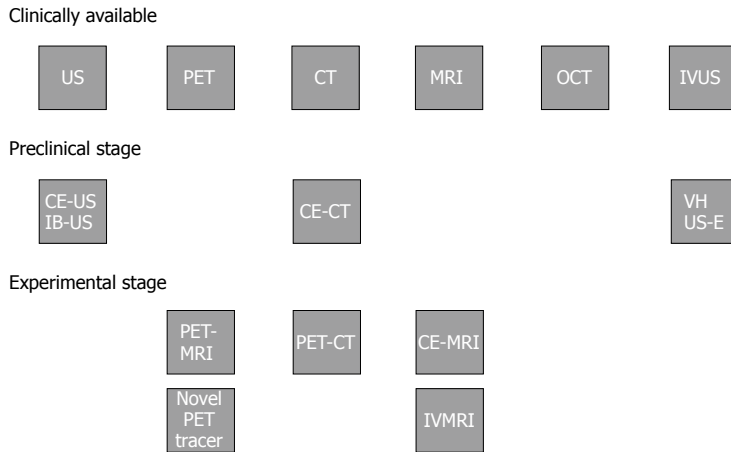 Clinically available
US
PET
CT
MRI
OCT
IVUS
Preclinical stage
CE-US
IB-US
CE-CT
VH
US-E
Experimental stage
PET-
MRI
PET-CT
CE-MRI
Novel
PET
tracer
IVMRI